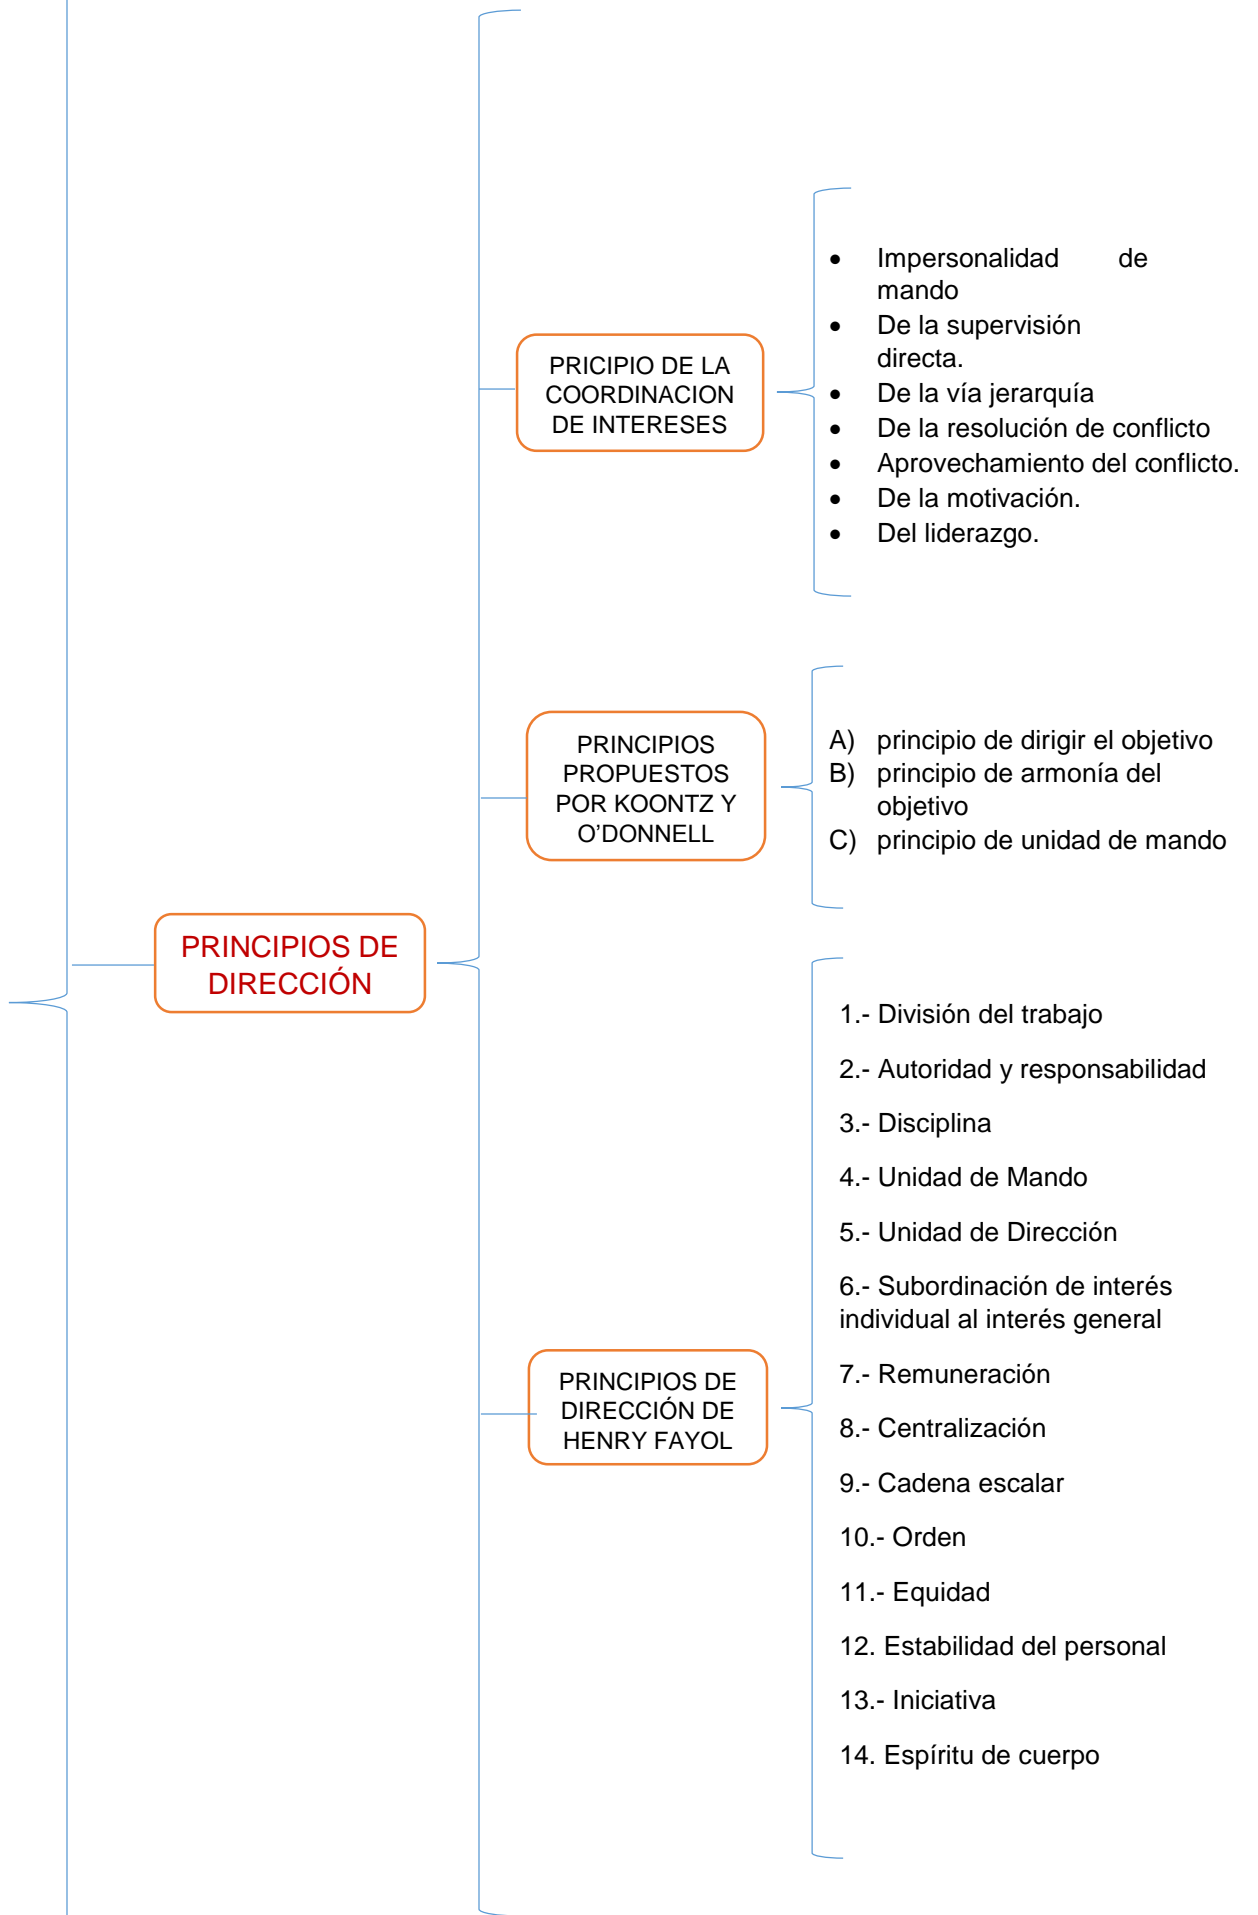 PRINCIPIOS DE
DIRECCIÓN
PRICIPIO DE LA
COORDINACION
DE INTERESES
• Impersonalidad de
mando
• De la supervisión
directa.
• De la vía jerarquía
• De la resolución de conflicto
• Aprovechamiento del conflicto.
• De la motivación.
• Del liderazgo.
PRINCIPIOS
PROPUESTOS
POR KOONTZ Y
O’DONNELL
A) principio de dirigir el objetivo
B) principio de armonía del
objetivo
C) principio de unidad de mando
PRINCIPIOS DE
DIRECCIÓN DE
HENRY FAYOL
1.- División del trabajo
2.- Autoridad y responsabilidad
3.- Disciplina
4.- Unidad de Mando
5.- Unidad de Dirección
6.- Subordinación de interés
individual al interés general
7.- Remuneración
8.- Centralización
9.- Cadena escalar
10.- Orden
11.- Equidad
12. Estabilidad del personal
13.- Iniciativa
14. Espíritu de cuerpo